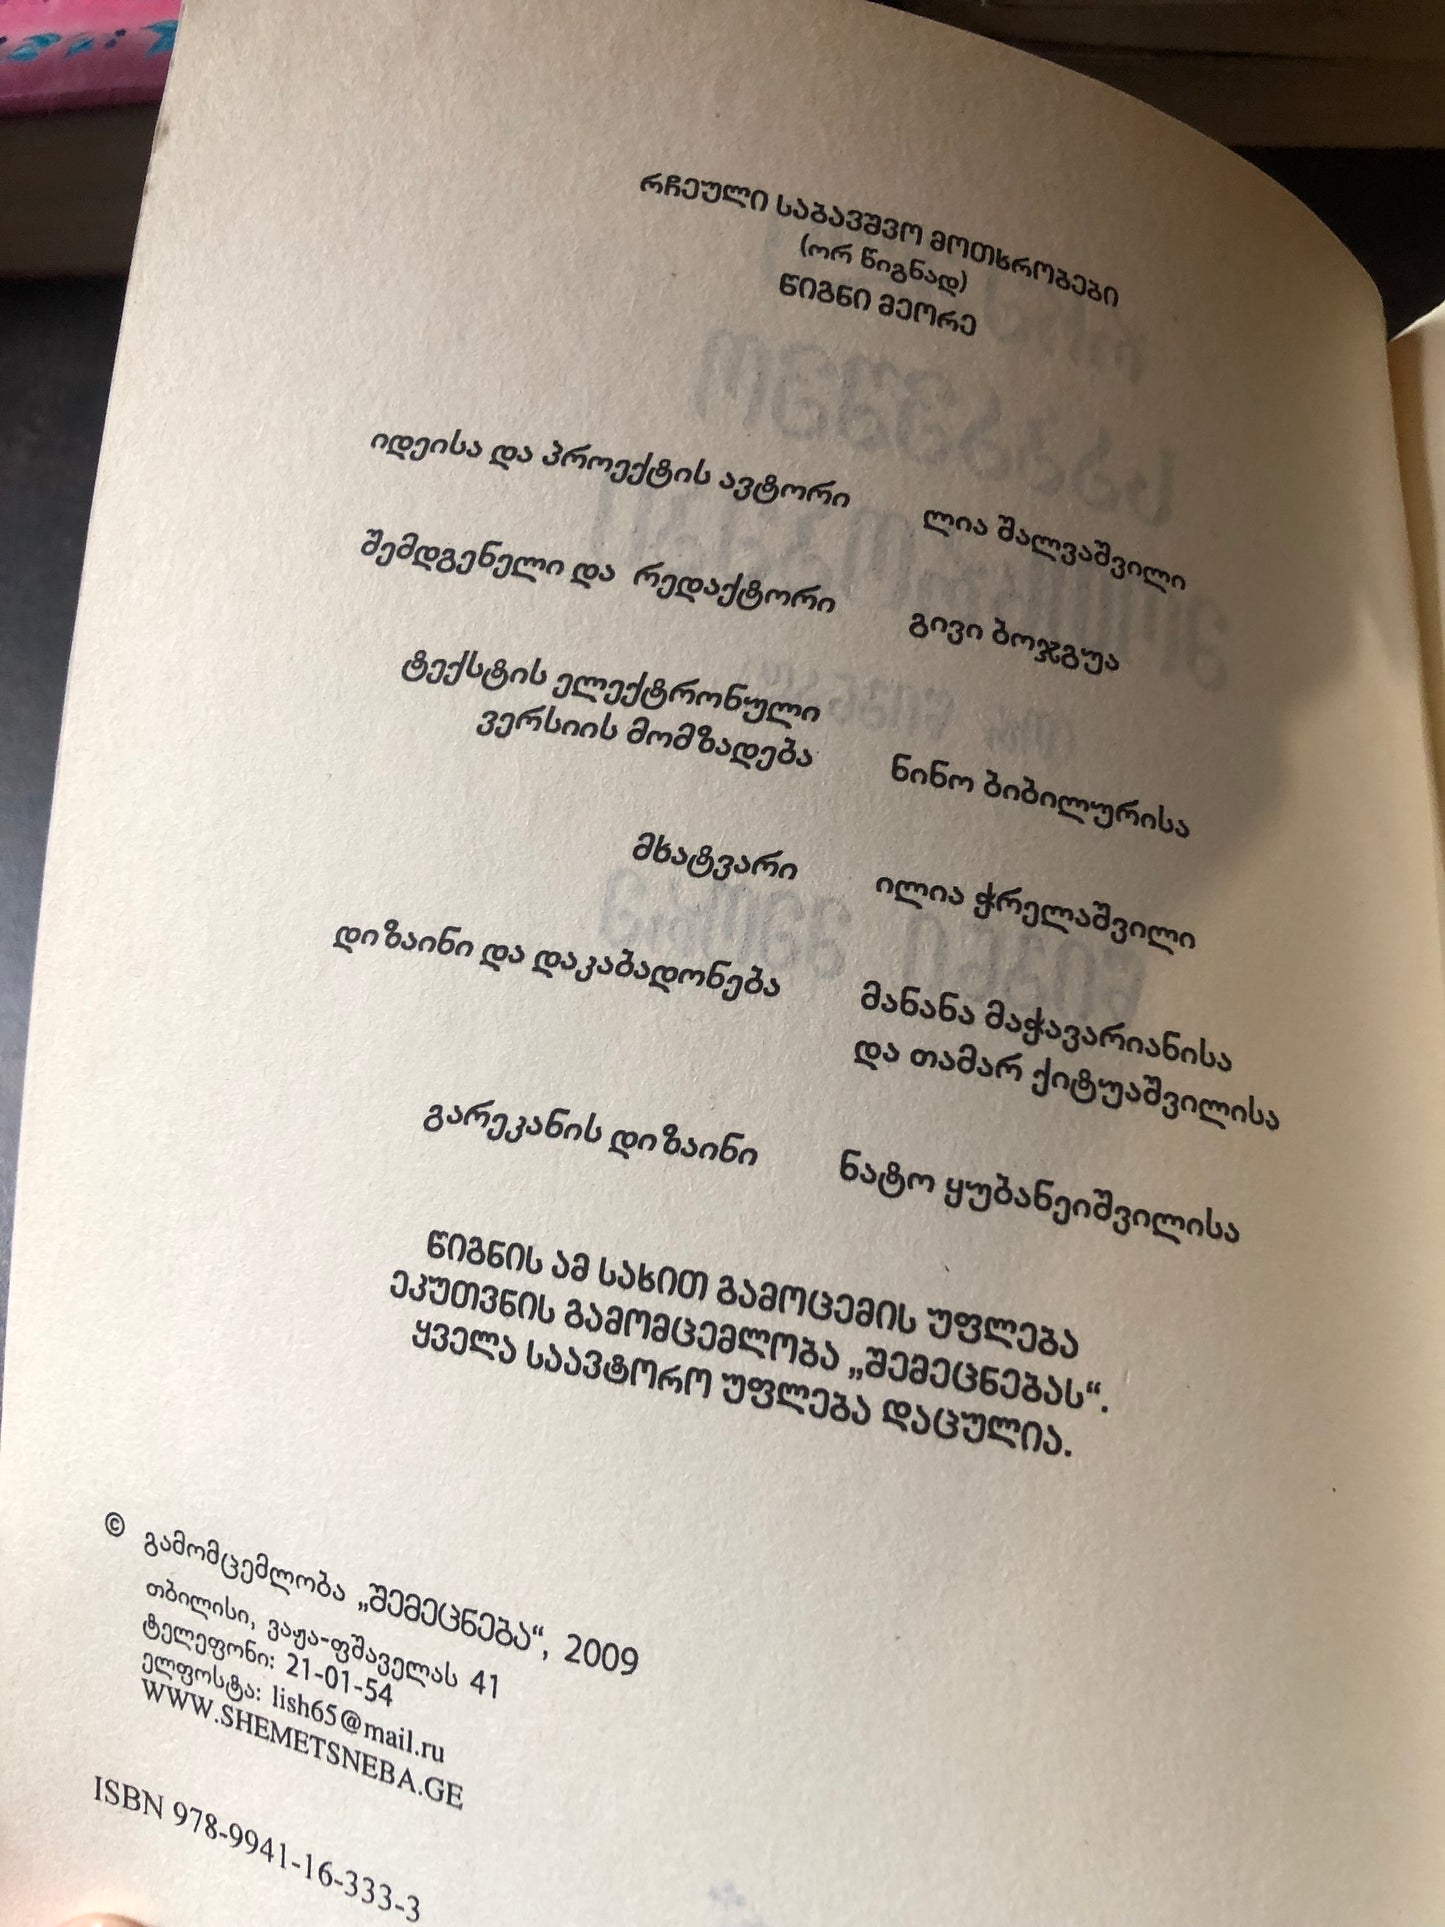 რჩეული საბავშვო მოთხრობები
(ორ წიგნად)
წიგნი მეორე
იდეისა და პროექტის ავტორი ლია შალვაშვილი
შემდგენელი და რედაქტორი გივი ბოჯგუა
ტექსტის ელექტრონული
ვერსიის მომზადება ნინო ბიბილურისა
მხატვარი ილია ჭრელაშვილი
დიზაინი და დაკაბადონება მანანა მაჭავარიანისა
და თამარ ქიტუაშვილისა
გარეკანის დიზაინი ნატო ყუბანეიშვილისა
წიგნის ამ სახით გამოცემის უფლება
ეკუთვნის გამომცემლობა „შემეცნებას“.
ყველა საავტორო უფლება დაცულია.
© გამომცემლობა „შემეცნება“, 2009
თბილისი, ვაჟა-ფშაველას 41
ტელეფონი: 21-01-54
ელფოსტა: lish65@mail.ru
WWW.SHEMETSNEBA.GE
ISBN 978-9941-16-333-3